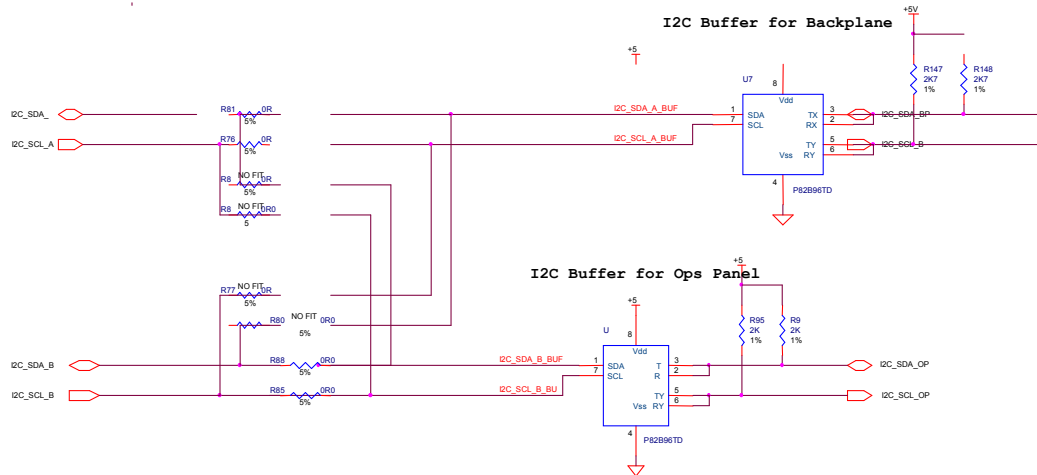 I2C Buffer for Backplane
+5V
+5
R147
2K7
1%
R148
2K7
1%
U7
8
Vdd
I2C_SDA_
R81
0R
5%
I2C_SDA_A_BUF
1
SDA
TX
3
I2C_SDA_BP
7
SCL
RX
2
I2C_SCL_A
R76
0R
5%
I2C_SCL_A_BUF
TY
5
I2C_SCL_B
Vss
RY
6
NO FIT
R8
0R
5%
4
P82B96TD
NO FIT
R8
0R0
5
I2C Buffer for Ops Panel
+5
NO FIT
R77
0R
5%
+5
R80
NO FIT
0R0
5%
R95
2K
1%
R9
2K
1%
U
8
Vdd
I2C_SDA_B
R88
0R0
5%
I2C_SDA_B_BUF
1
SDA
T
3
I2C_SDA_OP
7
SCL
R
2
I2C_SCL_B
R85
0R0
5%
I2C_SCL_B_BU
TY
5
I2C_SCL_OP
Vss
RY
6
4
P82B96TD